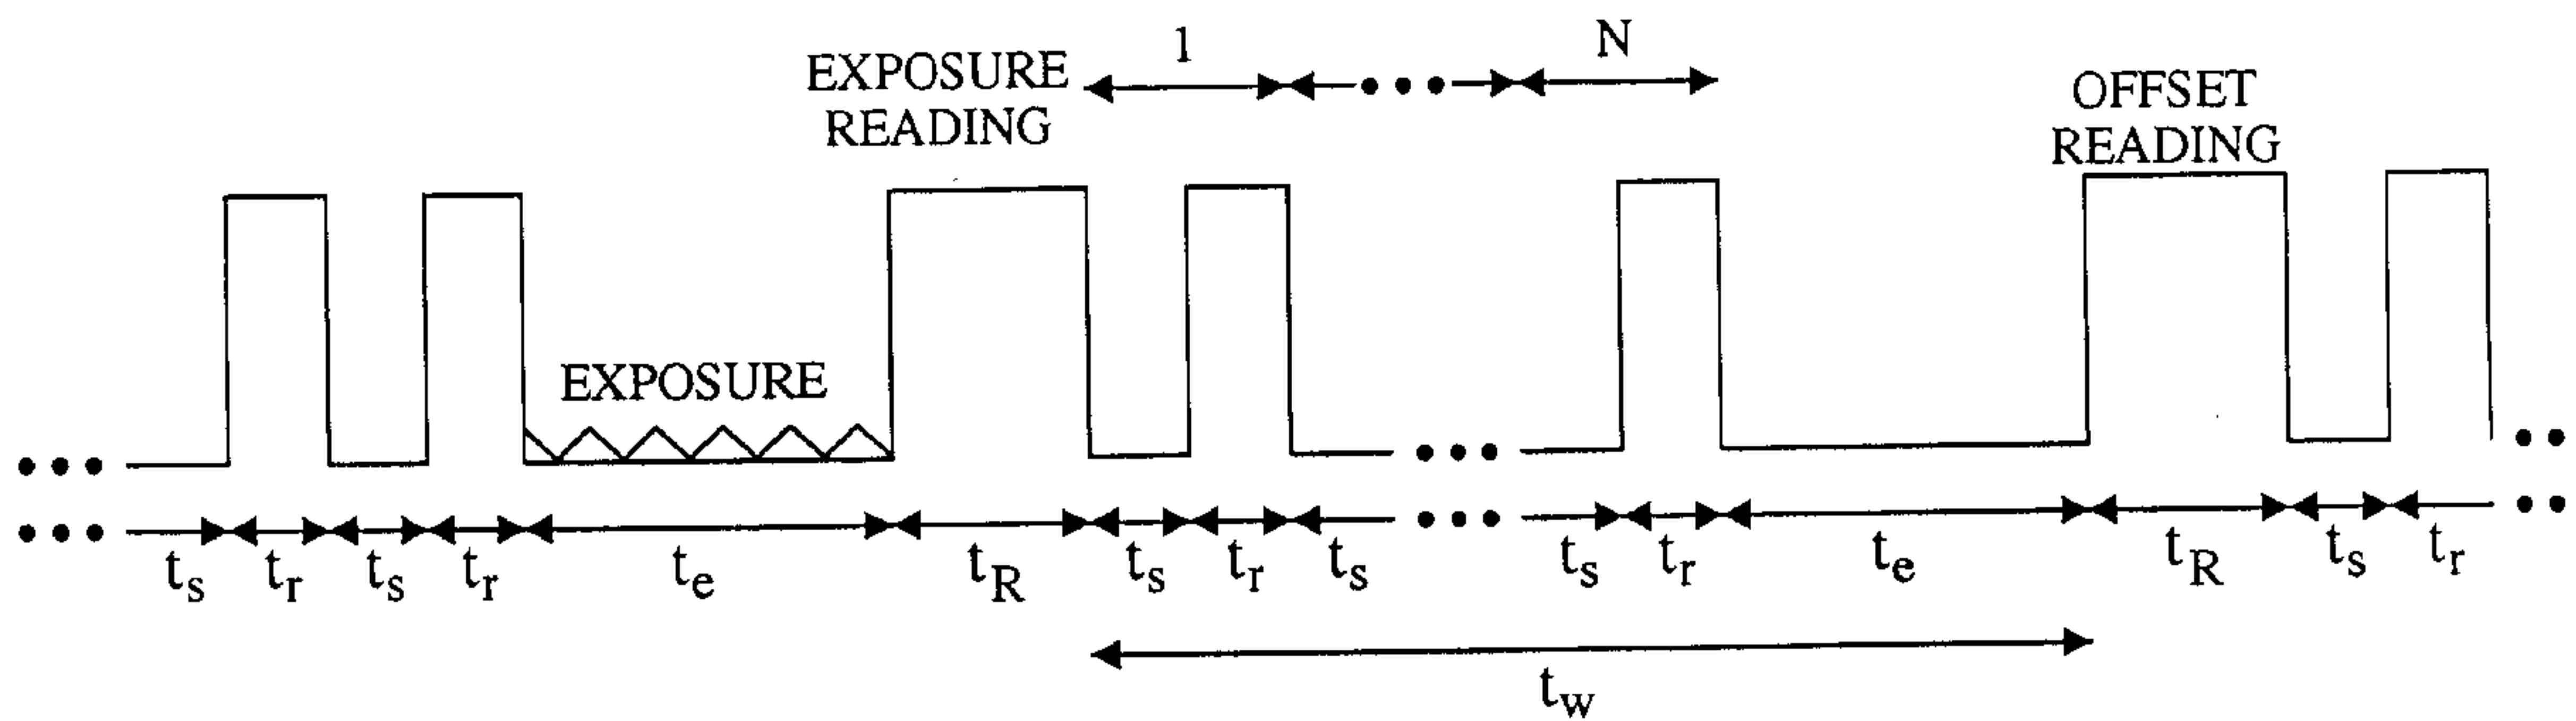 1
N
EXPOSURE
READING
OFFSET
READING
EXPOSURE
ts tr ts tr te tR ts tr ts ts tr te tR ts tr
tw